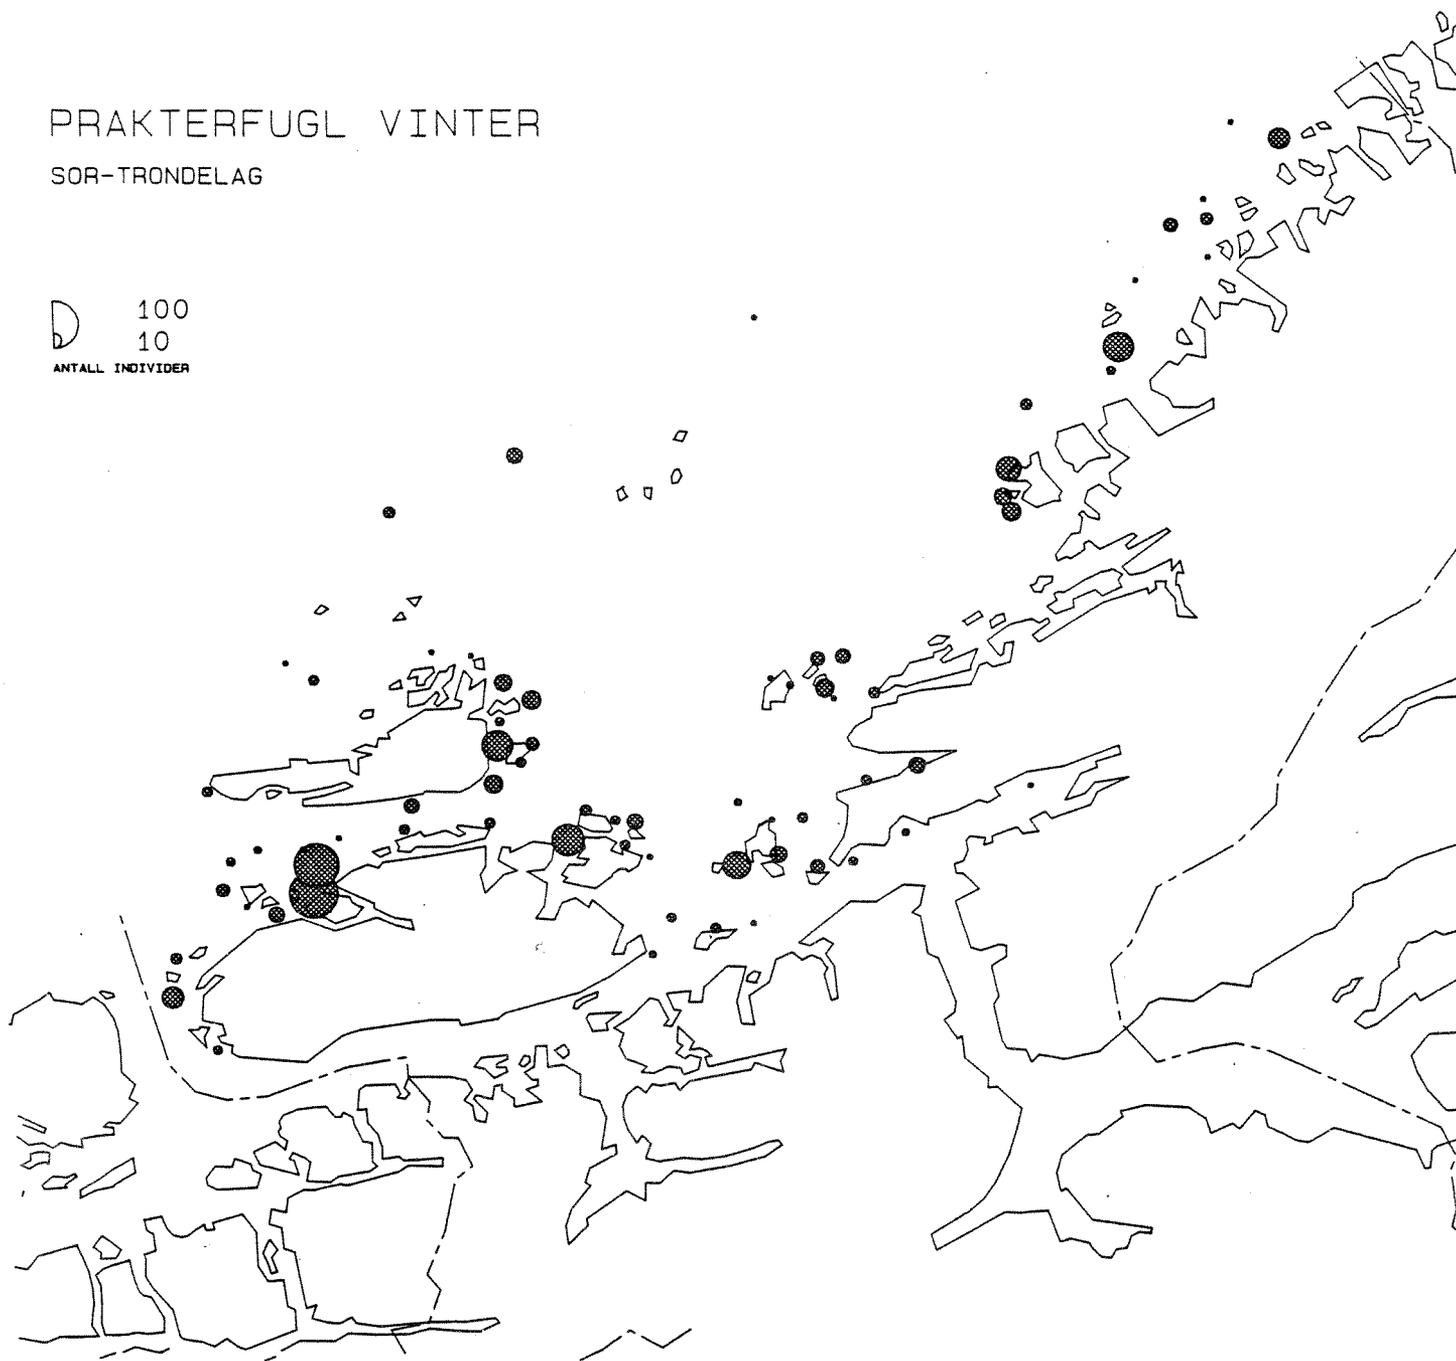 PRAKTERFUGL VINTER
SOR-TRONDELAG
100
10
ANTALL INDIVIDER